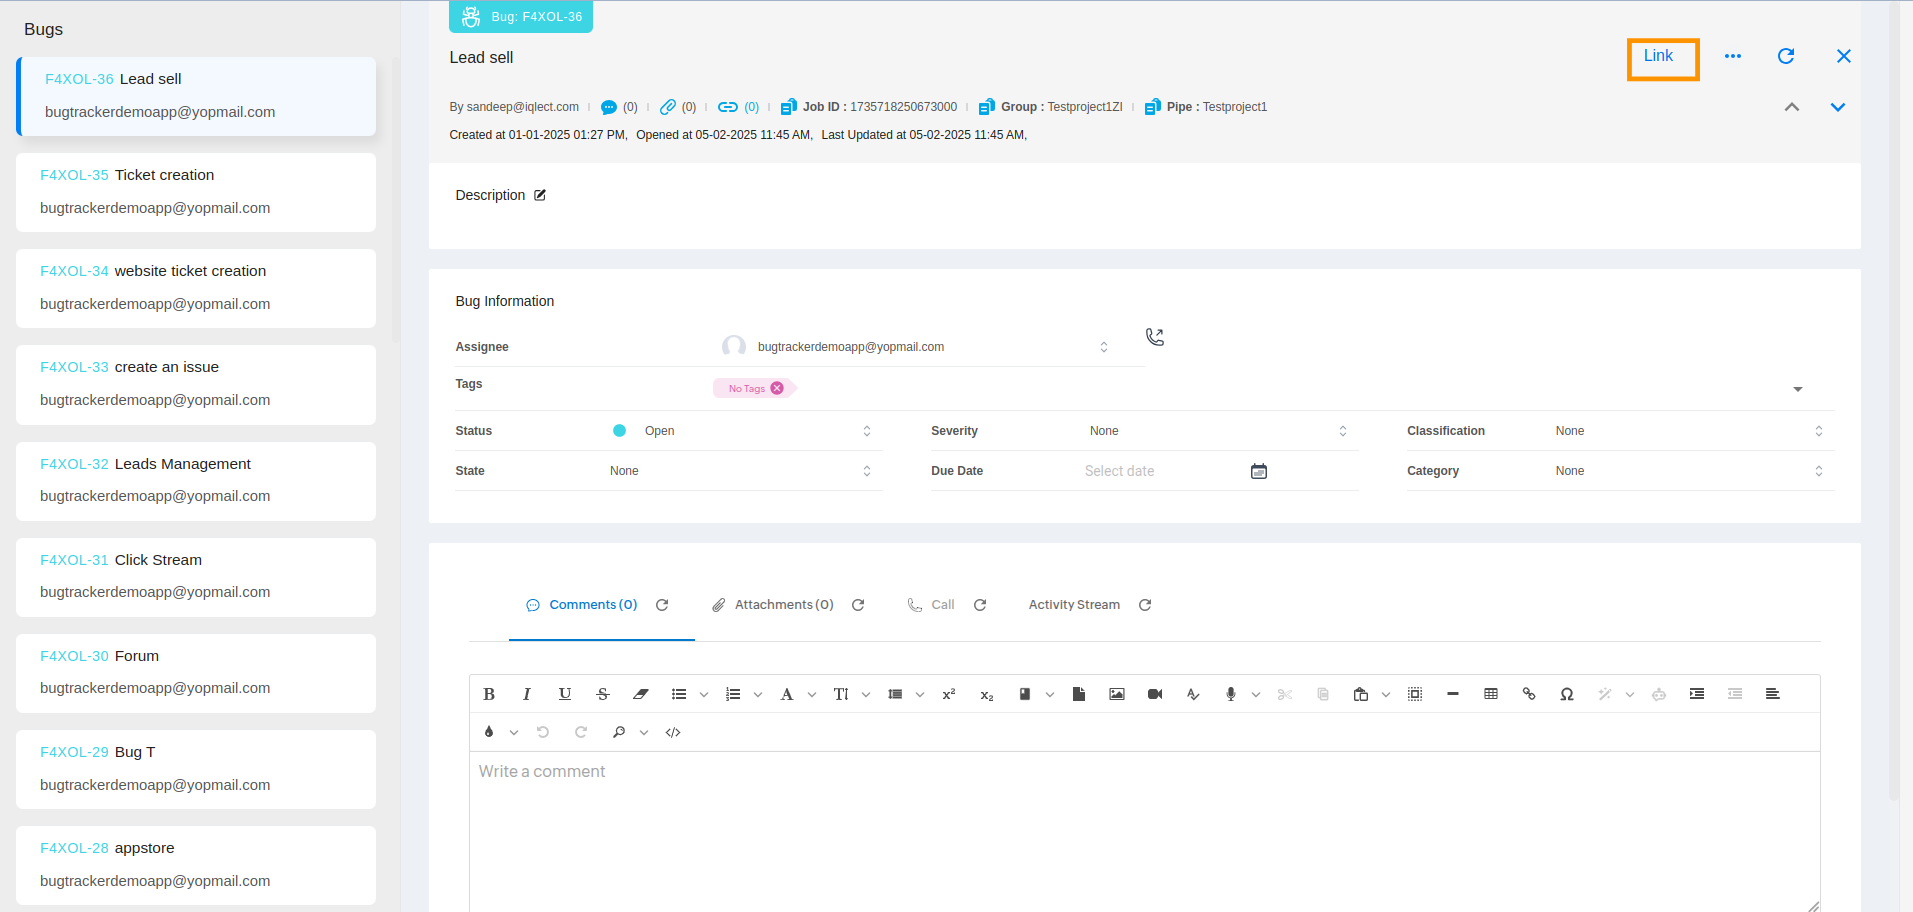 Bugs
F4XOL-36 Lead sell
bugtrackerdemoapp@yopmail.com
F4XOL-35 Ticket creation
bugtrackerdemoapp@yopmail.com
F4XOL-34 website ticket creation
bugtrackerdemoapp@yopmail.com
F4XOL-33 create an issue
bugtrackerdemoapp@yopmail.com
F4XOL-32 Leads Management
bugtrackerdemoapp@yopmail.com
F4XOL-31 Click Stream
bugtrackerdemoapp@yopmail.com
F4XOL-30 Forum
bugtrackerdemoapp@yopmail.com
F4XOL-29 Bug T
bugtrackerdemoapp@yopmail.com
F4XOL-28 appstore
bugtrackerdemoapp@yopmail.com
Bug: F4XOL-36
Lead sell
Link
By sandeep@iqlect.com (0) (0) (0) Job ID : 1735718250673000 Group : Testproject1ZI Pipe : Testproject1
Created at 01-01-2025 01:27 PM, Opened at 05-02-2025 11:45 AM, Last Updated at 05-02-2025 11:45 AM,
Description
Bug Information
Assignee bugtrackerdemoapp@yopmail.com
Tags No Tags
Status Open Severity None Classification None
State None Due Date Select date Category None
Comments (0) Attachments (0) Call Activity Stream
Write a comment